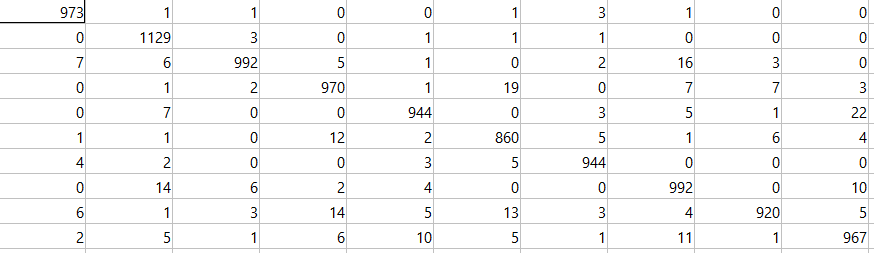 973 1 1 0 0 1 3 1 0 0
0 1129 3 0 1 1 1 0 0 0
7 6 992 5 1 0 2 16 3 0
0 1 2 970 1 19 0 7 7 3
0 7 0 0 944 0 3 5 1 22
1 1 0 12 2 860 5 1 6 4
4 2 0 0 3 5 944 0 0 0
0 14 6 2 4 0 0 992 0 10
6 1 3 14 5 13 3 4 920 5
2 5 1 6 10 5 1 11 1 967